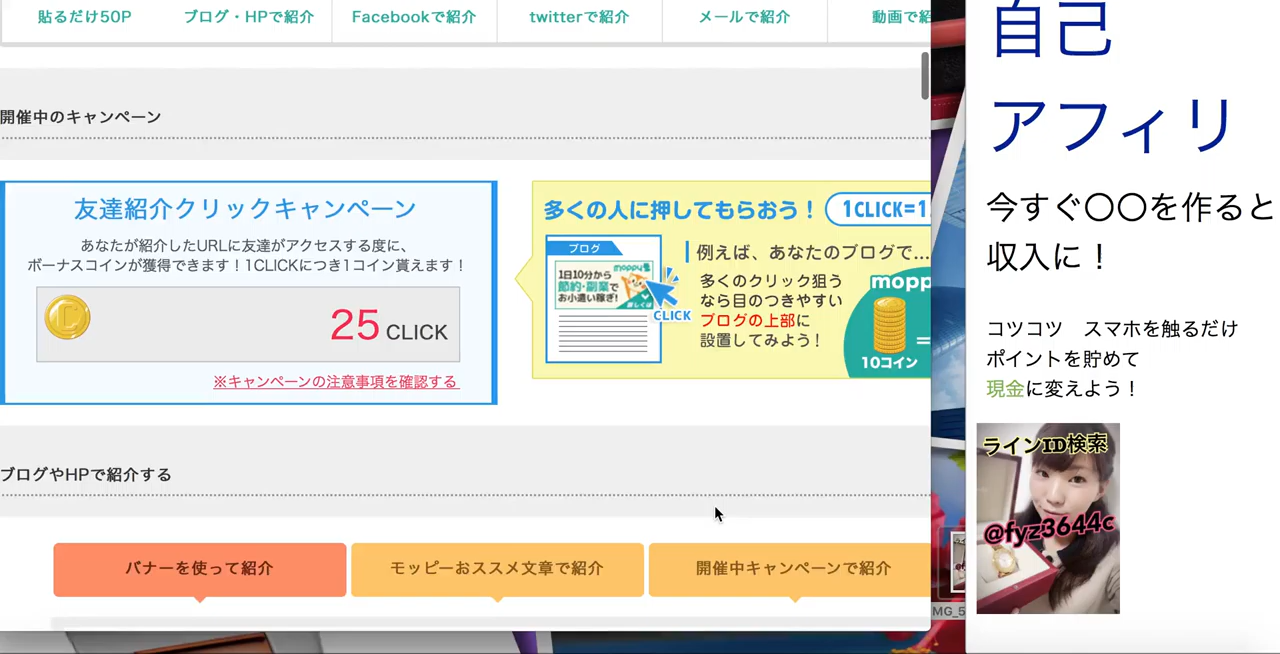 貼るだけ50P
ブログ・HPで紹介
Facebookで紹介
twitterで紹介
メールで紹介
動画で紹
開催中のキャンペーン
友達紹介クリックキャンペーン
あなたが紹介したURLに友達がアクセスする度に、
ボーナスコインが獲得できます！1CLICKにつき1コイン貰えます！
25 CLICK
※キャンペーンの注意事項を確認する
多くの人に押してもらおう！
1CLICK=1
ブログ
moppy
1日10分から
節約・副業で
お小遣い稼ぎ!
詳しくは
CLICK
例えば、あなたのブログで…
多くのクリック狙う
なら目のつきやすい
ブログの上部に
設置してみよう！
mopp
10コイン
=
ブログやHPで紹介する
バナーを使って紹介
モッピーおススメ文章で紹介
開催中キャンペーンで紹介
自己
アフィリ
今すぐ〇〇を作ると
収入に！
コツコツ　スマホを触るだけ
ポイントを貯めて
現金に変えよう！
ラインID検索
@fyz3644c
MG_5